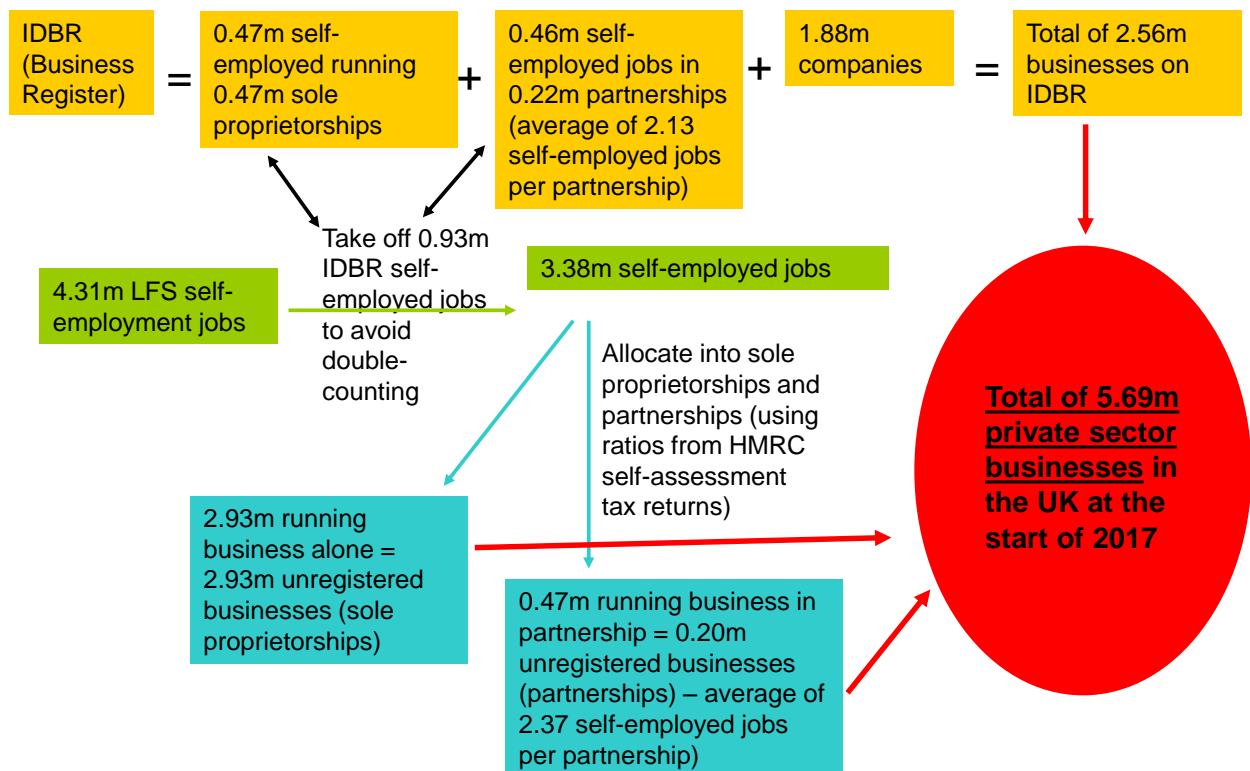 IDBR
(Business
Register)
=
0.47m self-
employed running
0.47m sole
proprietorships
+
0.46m self-
employed jobs in
0.22m partnerships
(average of 2.13
self-employed jobs
per partnership)
+
1.88m
companies
=
Total of 2.56m
businesses on
IDBR
Take off 0.93m
IDBR self-
employed jobs
to avoid
double-
counting
4.31m LFS self-
employment jobs
3.38m self-employed jobs
Allocate into sole
proprietorships and
partnerships (using
ratios from HMRC
self-assessment
tax returns)
2.93m running
business alone =
2.93m unregistered
businesses (sole
proprietorships)
0.47m running business in
partnership = 0.20m
unregistered businesses
(partnerships) – average of
2.37 self-employed jobs
per partnership)
Total of 5.69m
private sector
businesses in
the UK at the
start of 2017